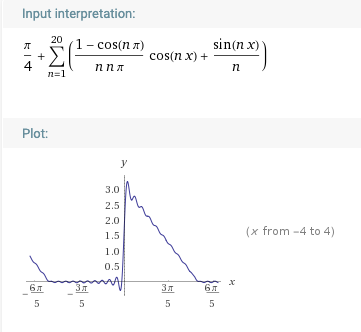 Input interpretation:
π/4 + ∑_{n=1}^{20} ( (1 − cos(n π))/(n n π) cos(n x) + sin(n x)/n )
Plot:
y
3.0
2.5
2.0
1.5
1.0
0.5
x
− 6π/5 − 3π/5 3π/5 6π/5
(x from −4 to 4)